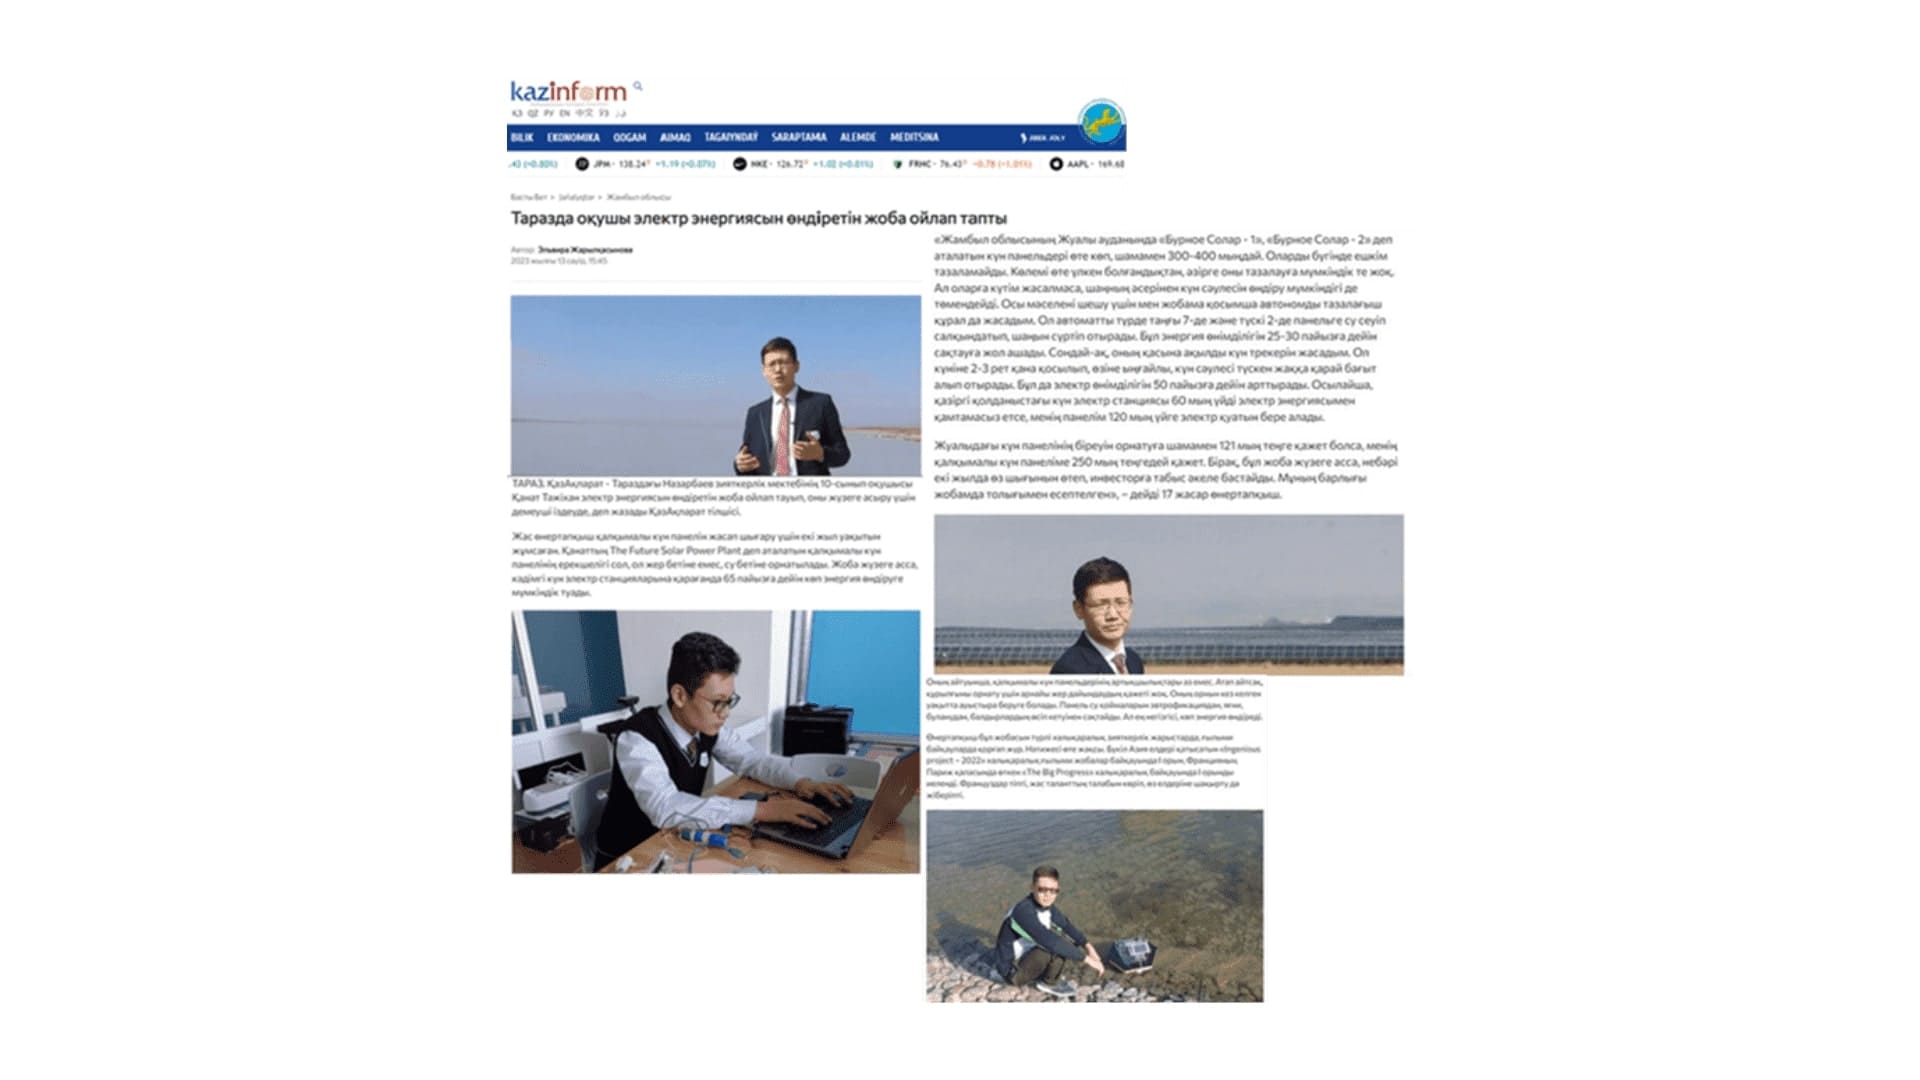 kazinform
ҚЗ QZ РУ EN 中文 ЎЗ
BILIK EKONOMIKA QOGAM AIMAQ TAGAIYNDAÝ SARAPTAMA ALEMDE MEDITSINA JIBEK JOLY
.43 (+0.80%) JPM - 138.24 +1.19 (+0.87%) NKE - 126.72 +1.02 (+0.81%) FRHC - 76.43 -0.78 (-1.01%) AAPL - 169.68
Басты бет > Jańalyqtar > Жамбыл облысы
Таразда оқушы электр энергиясын өндіретін жоба ойлап тапты
Автор: Эльвира Жарылқасынова
2023 жылғы 13 сәуір, 15:45
ТАРАЗ. ҚазАқпарат - Тараздағы Назарбаев зияткерлік мектебінің 10-сынып оқушысы
Қанат Тәжіхан электр энергиясын өндіретін жоба ойлап тауып, оны жүзеге асыру үшін
демеуші іздеуде, деп жазады ҚазАқпарат тілшісі.
Жас өнертапқыш қалқымалы күн панелін жасап шығару үшін екі жыл уақытын
жұмсаған. Қанаттың The Future Solar Power Plant деп аталатын қалқымалы күн
панелінің ерекшелігі сол, ол жер бетіне емес, су бетіне орнатылады. Жоба жүзеге асса,
кәдімгі күн электр станцияларына қарағанда 65 пайызға дейін көп энергия өндіруге
мүмкіндік туады.
«Жамбыл облысының Жуалы ауданында «Бурное Солар - 1», «Бурное Солар - 2» деп
аталатын күн панельдері өте көп, шамамен 300-400 мыңдай. Оларды бүгінде ешкім
тазаламайды. Көлемі өте үлкен болғандықтан, әзірге оны тазалауға мүмкіндік те жоқ.
Ал оларға күтім жасалмаса, шаңның әсерінен күн сәулесін өндіру мүмкіндігі де
төмендейді. Осы мәселені шешу үшін мен жобама қосымша автономды тазалағыш
құрал да жасадым. Ол автоматты түрде таңғы 7-де және түскі 2-де панельге су сеуіп
салқындатып, шаңын сүртіп отырады. Бұл энергия өнімділігін 25-30 пайызға дейін
сақтауға жол ашады. Сондай-ақ, оның қасына ақылды күн трекерін жасадым. Ол
күніне 2-3 рет қана қосылып, өзіне ыңғайлы, күн сәулесі түскен жаққа қарай бағыт
алып отырады. Бұл да электр өнімділігін 50 пайызға дейін арттырады. Осылайша,
қазіргі қолданыстағы күн электр станциясы 60 мың үйді электр энергиясымен
қамтамасыз етсе, менің панелім 120 мың үйге электр қуатын бере алады.
Жуалыдағы күн панелінің біреуін орнатуға шамамен 121 мың теңге қажет болса, менің
қалқымалы күн панеліме 250 мың теңгедей қажет. Бірақ, бұл жоба жүзеге асса, небәрі
екі жылда өз шығынын өтеп, инвесторға табыс әкеле бастайды. Мұның барлығы
жобамда толығымен есептелген», – дейді 17 жасар өнертапқыш.
Оның айтуынша, қалқымалы күн панельдерінің артықшылықтары аз емес. Атап айтсақ,
құрылғыны орнату үшін арнайы жер дайындаудың қажеті жоқ. Оның орнын кез келген
уақытта ауыстыра беруге болады. Панель су қоймаларын эвтрофикациядан, яғни,
буланудан, балдырлардың өсіп кетуінен сақтайды. Ал ең негізгісі, көп энергия өндіреді.
Өнертапқыш бұл жобасын түрлі халықаралық зияткерлік жарыстарда, ғылыми
байқауларда қорғап жүр. Нәтижесі өте жақсы. Бүкіл Азия елдері қатысатын «Ingenious
project – 2022» халықаралық ғылыми жобалар байқауында І орын, Францияның
Париж қаласында өткен «The Big Progress» халықаралық байқауында І орынды
иеленді. Француздар тіпті, жас таланттың талабын көріп, өз елдеріне шақырту да
жіберіпті.